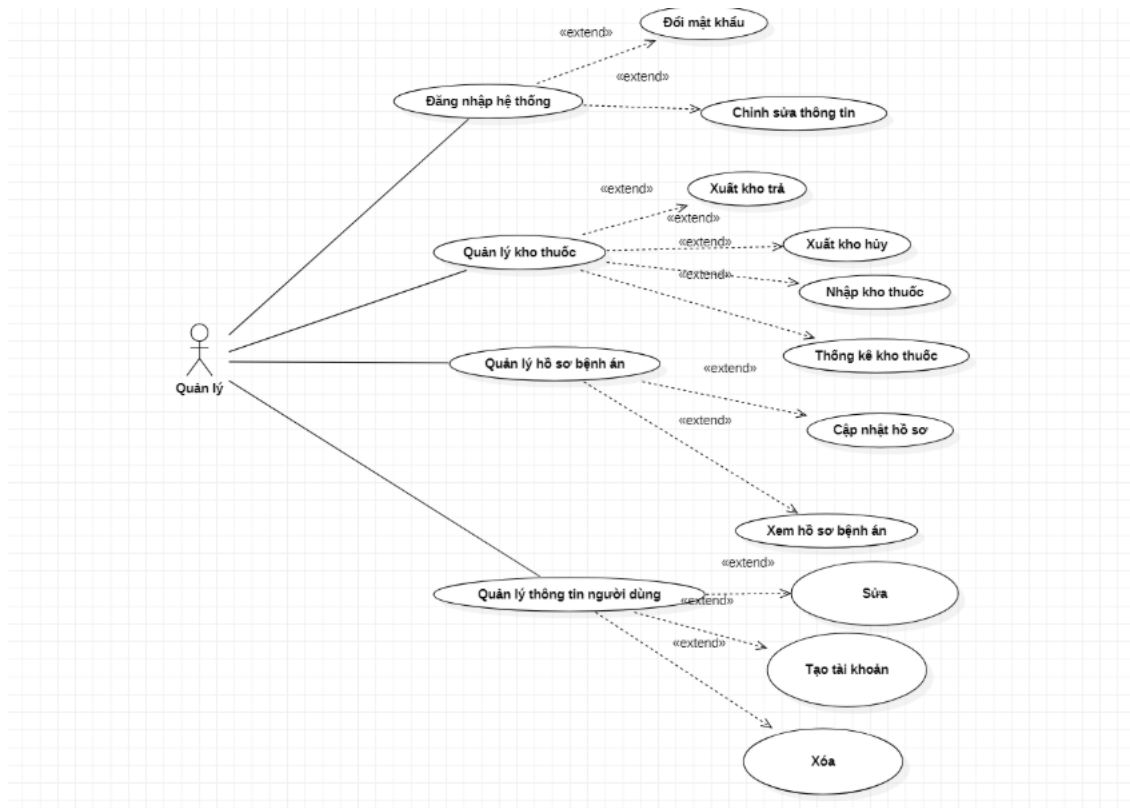 Đổi mật khẩu
«extend»
«extend»
Đăng nhập hệ thống
Chỉnh sửa thông tin
«extend»
Xuất kho trả
«extend»
«extend»
Xuất kho hủy
Quản lý kho thuốc
«extend»
Nhập kho thuốc
Thống kê kho thuốc
Quản lý hồ sơ bệnh án
«extend»
Quản lý
«extend»
Cập nhật hồ sơ
Xem hồ sơ bệnh án
«extend»
Quản lý thông tin người dùng
«extend»
Sửa
«extend»
Tạo tài khoản
Xóa